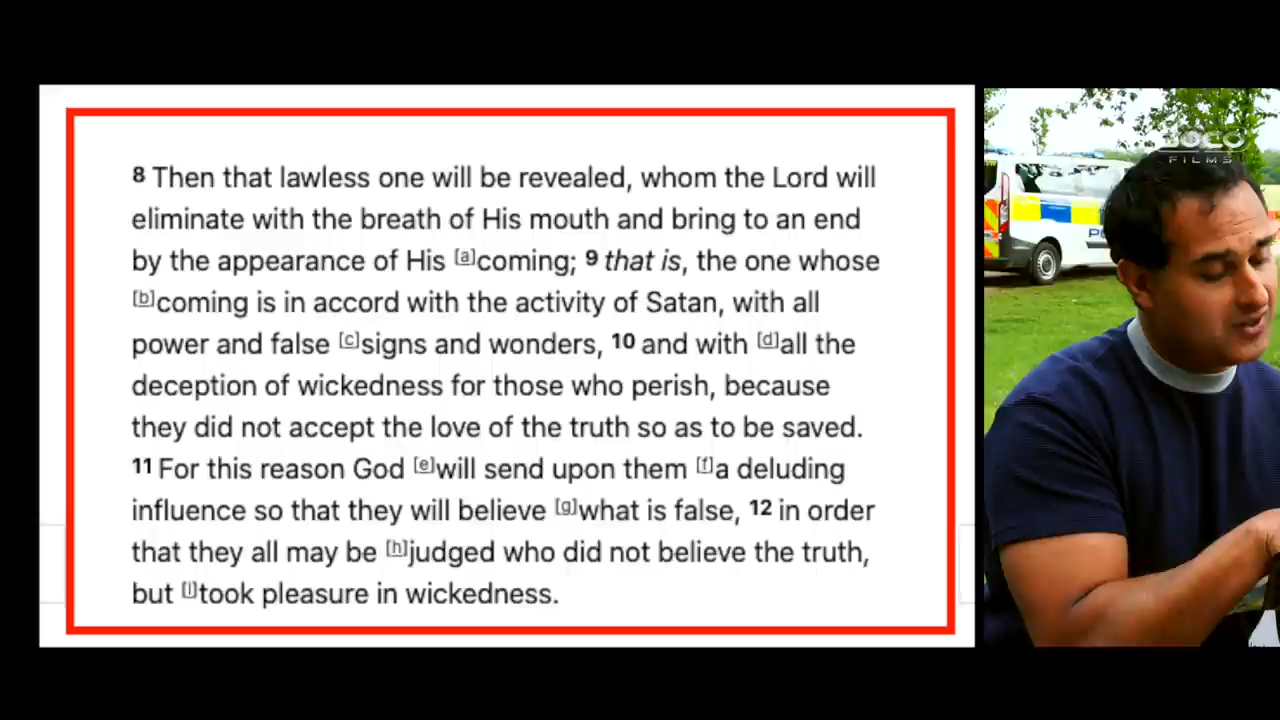 8 Then that lawless one will be revealed, whom the Lord will
eliminate with the breath of His mouth and bring to an end
by the appearance of His [a]coming; 9 that is, the one whose
[b]coming is in accord with the activity of Satan, with all
power and false [c]signs and wonders, 10 and with [d]all the
deception of wickedness for those who perish, because
they did not accept the love of the truth so as to be saved.
11 For this reason God [e]will send upon them [f]a deluding
influence so that they will believe [g]what is false, 12 in order
that they all may be [h]judged who did not believe the truth,
but [i]took pleasure in wickedness.
SOCO
FILMS